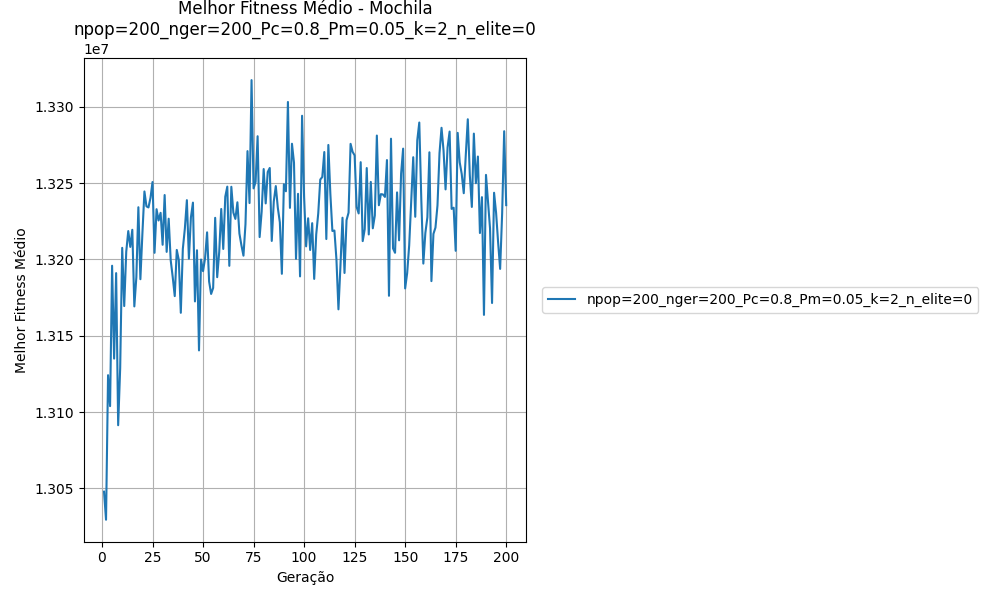 Melhor Fitness Médio - Mochila
npop=200_nger=200_Pc=0.8_Pm=0.05_k=2_n_elite=0
1e7
1.330
1.325
1.320
1.315
1.310
1.305
Melhor Fitness Médio
0 25 50 75 100 125 150 175 200
Geração
npop=200_nger=200_Pc=0.8_Pm=0.05_k=2_n_elite=0